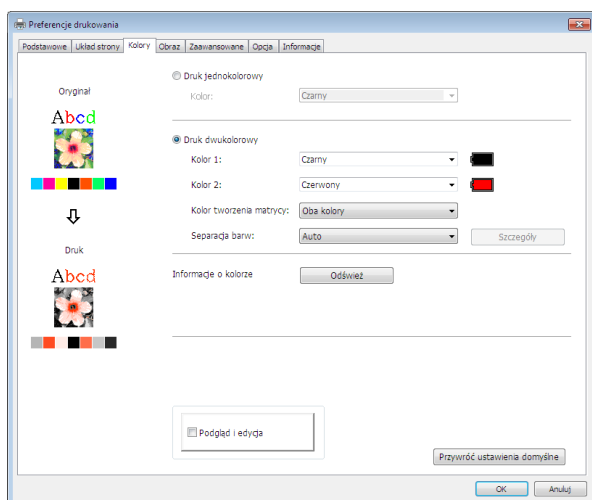 Preferencje drukowania
Podstawowe Układ strony Kolory Obraz Zaawansowane Opcja Informacje
Oryginał
Abcd
Druk
Abcd
Druk jednokolorowy
Kolor: Czarny
Druk dwukolorowy
Kolor 1: Czarny
Kolor 2: Czerwony
Kolor tworzenia matrycy: Oba kolory
Separacja barw: Auto Szczegóły
Informacje o kolorze Odśwież
Podgląd i edycja
Przywróć ustawienia domyślne
OK Anuluj